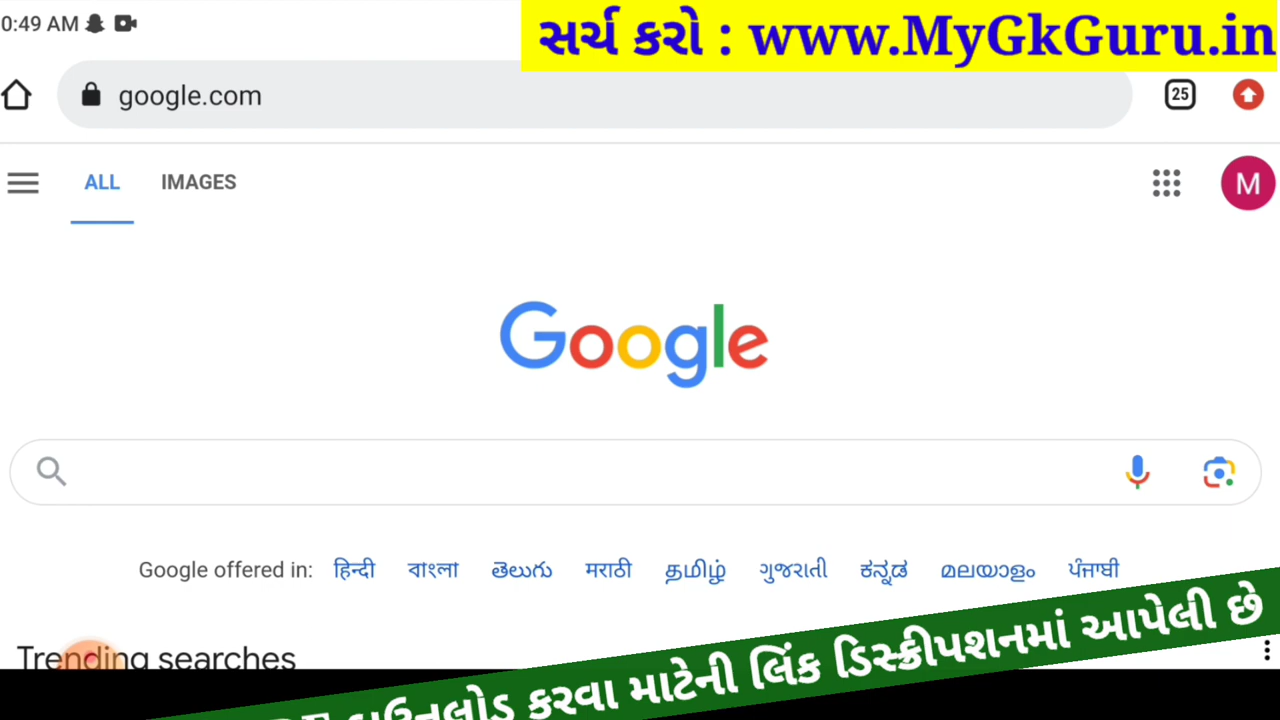 0:49 AM
સર્ચ કરો : www.MyGkGuru.in
google.com
25
ALL IMAGES
M
Google
Google offered in: हिन्दी বাংলা తెలుగు मराठी தமிழ் ગુજરાતી ಕನ್ನಡ മലയാളം ਪੰਜਾਬੀ
Trending searches
કરવા માટેની લિંક ડિસ્ક્રીપશનમાં આપેલી છે